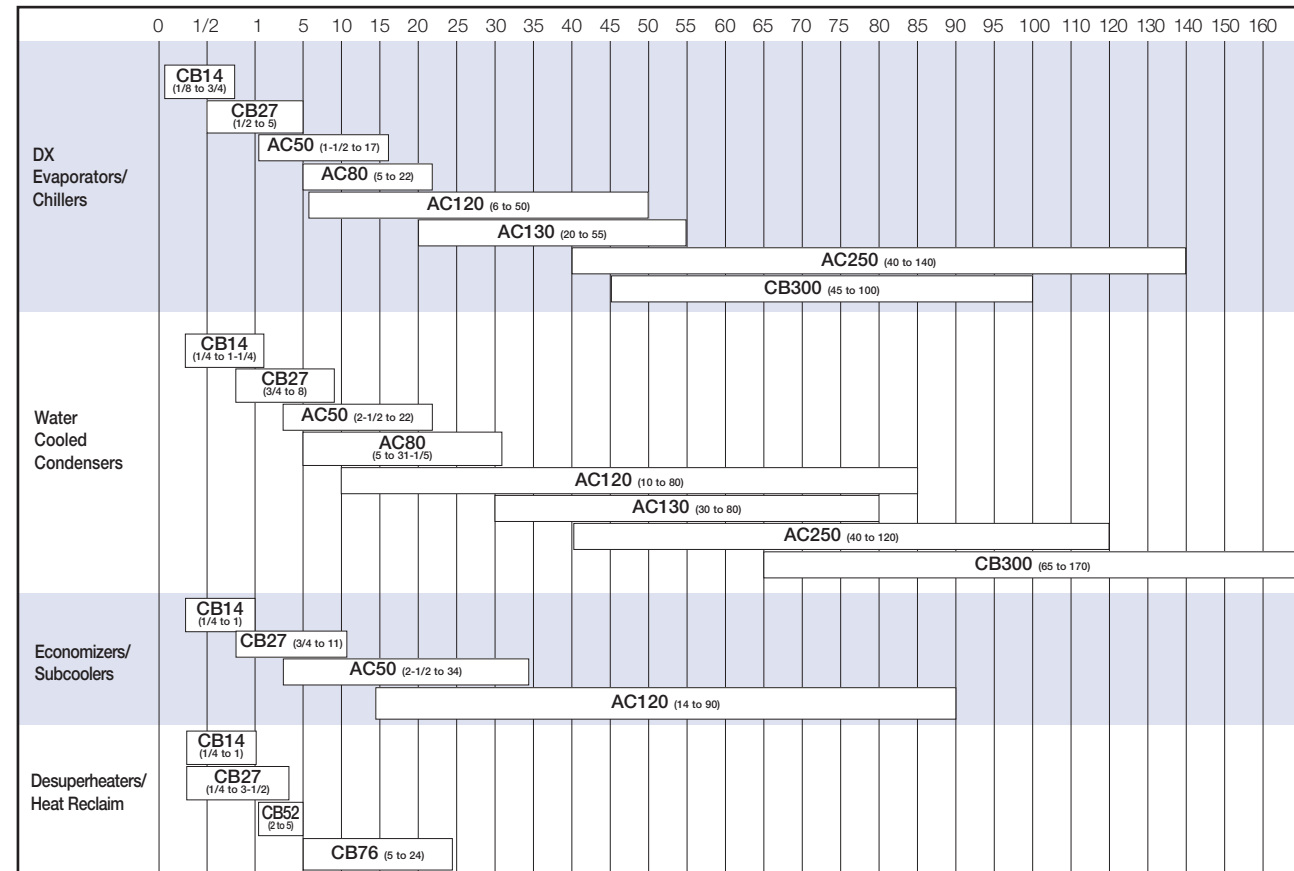 0 1/2 1 5 10 15 20 25 30 35 40 45 50 55 60 65 70 75 80 85 90 95 100 110 120 130 140 150 160
DX
Evaporators/
Chillers
CB14
(1/8 to 3/4)
CB27
(1/2 to 5)
AC50 (1-1/2 to 17)
AC80 (5 to 22)
AC120 (6 to 50)
AC130 (20 to 55)
AC250 (40 to 140)
CB300 (45 to 100)
Water
Cooled
Condensers
CB14
(1/4 to 1-1/4)
CB27
(3/4 to 8)
AC50 (2-1/2 to 22)
AC80
(5 to 31-1/5)
AC120 (10 to 80)
AC130 (30 to 80)
AC250 (40 to 120)
CB300 (65 to 170)
Economizers/
Subcoolers
CB14
(1/4 to 1)
CB27 (3/4 to 11)
AC50 (2-1/2 to 34)
AC120 (14 to 90)
Desuperheaters/
Heat Reclaim
CB14
(1/4 to 1)
CB27
(1/4 to 3-1/2)
CB52
(2 to 5)
CB76 (5 to 24)